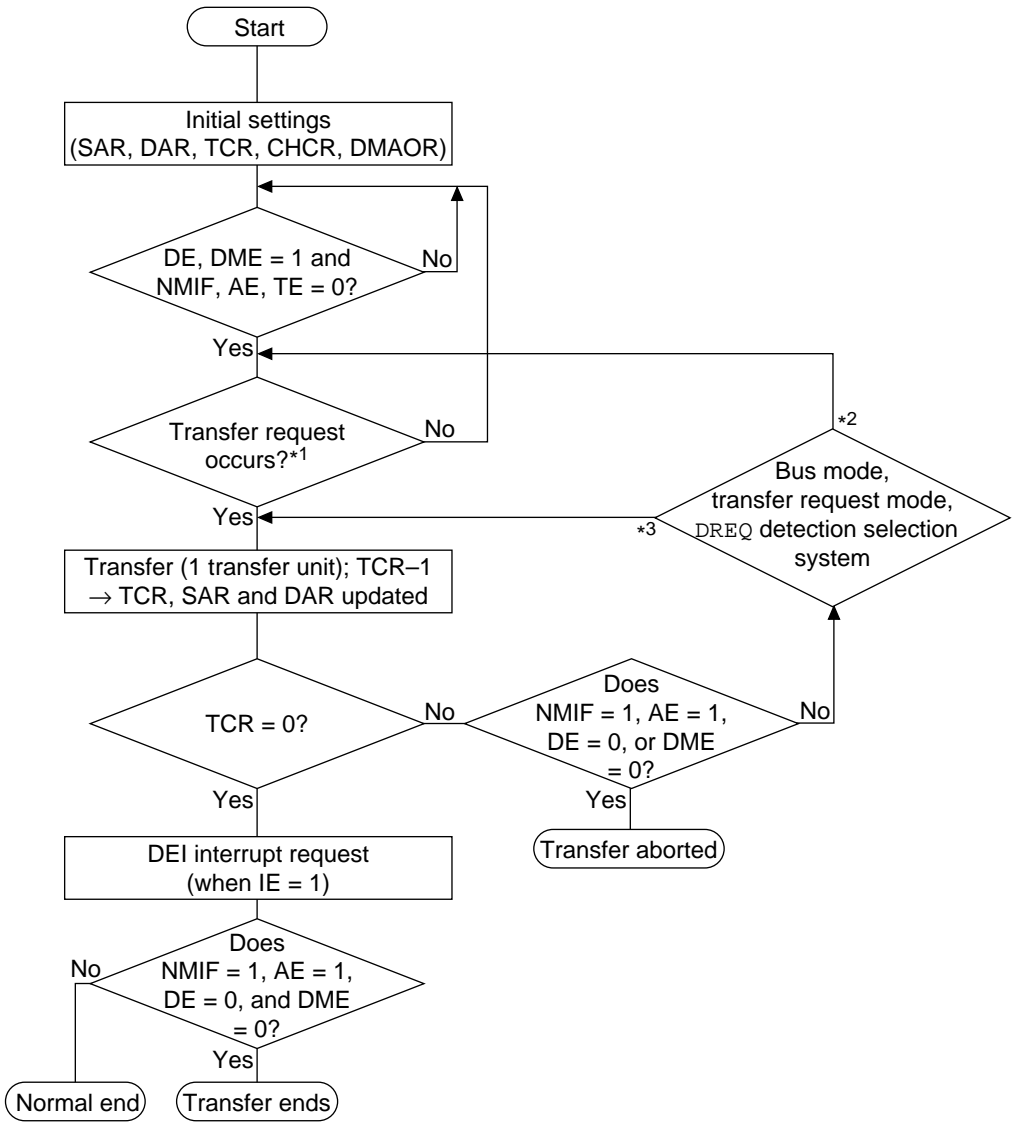 Start
Initial settings
(SAR, DAR, TCR, CHCR, DMAOR)
DE, DME = 1 and
NMIF, AE, TE = 0?
No
Yes
Transfer request
occurs?*1
No
Yes
*2
Bus mode,
transfer request mode,
DREQ detection selection
system
*3
Transfer (1 transfer unit); TCR–1
→ TCR, SAR and DAR updated
TCR = 0?
No
Yes
Does
NMIF = 1, AE = 1,
DE = 0, or DME
= 0?
No
Yes
Transfer aborted
DEI interrupt request
(when IE = 1)
Does
NMIF = 1, AE = 1,
DE = 0, and DME
= 0?
No
Yes
Normal end
Transfer ends